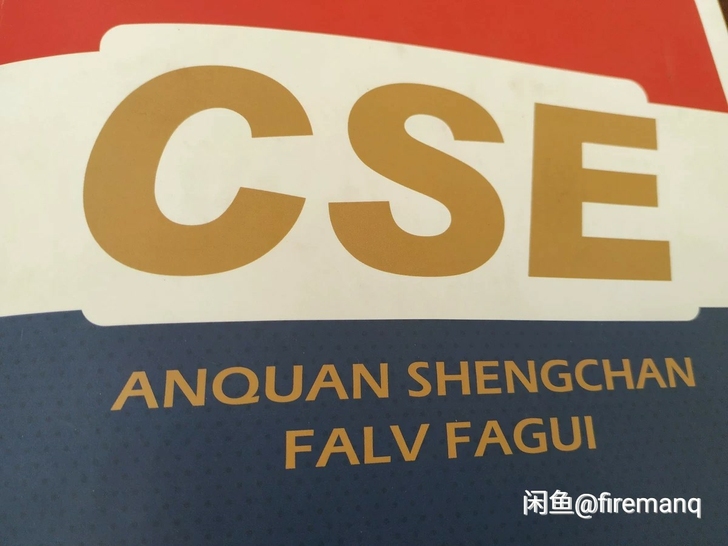 CSE
ANQUAN SHENGCHAN
FALV FAGUI
闲鱼@firemanq